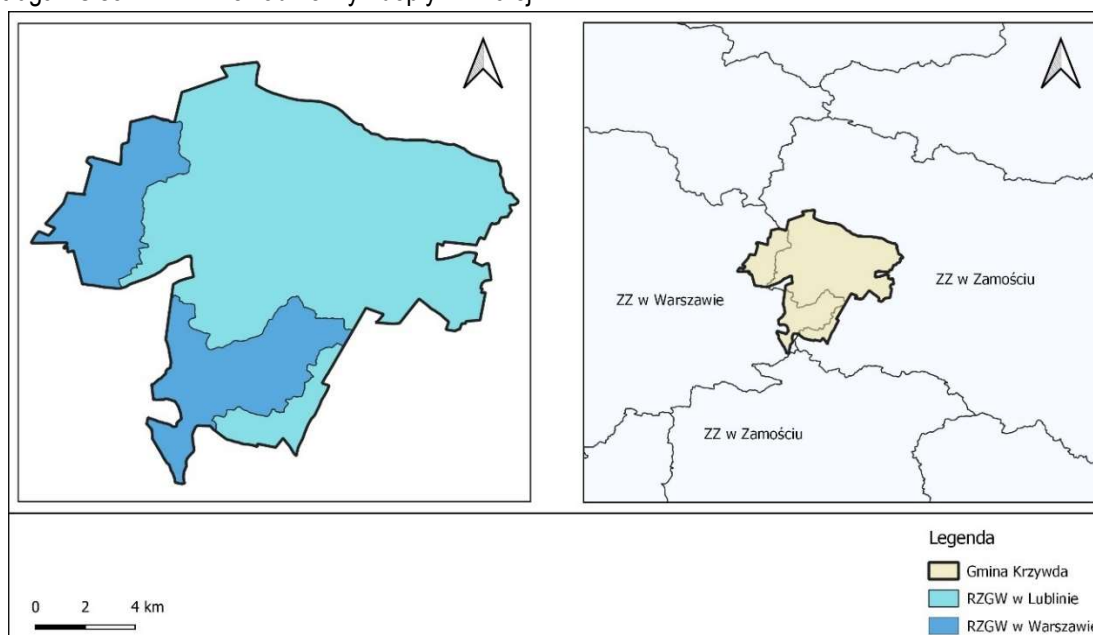 ZZ w Warszawie
ZZ w Zamościu
ZZ w Zamościu
Legenda
Gmina Krzywda
RZGW w Lublinie
RZGW w Warszawie
0 2 4 km